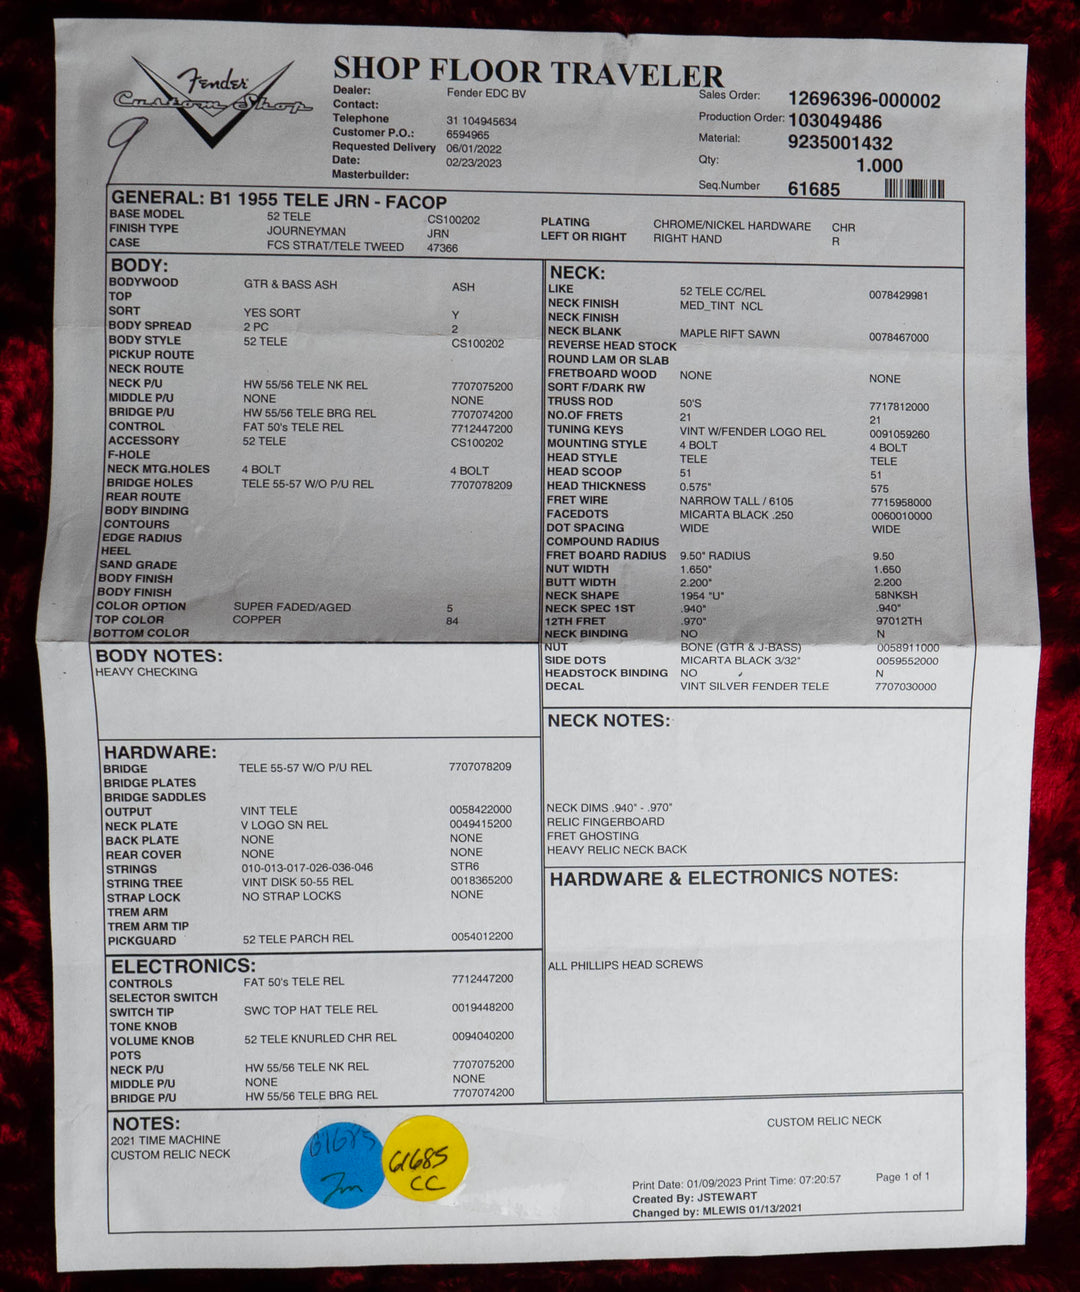 Fender
Custom Shop
SHOP FLOOR TRAVELER
9
Dealer: Fender EDC BV
Contact:
Telephone 31 104945634
Customer P.O.: 6594965
Requested Delivery 06/01/2022
Date: 02/23/2023
Masterbuilder:
Sales Order: 12696396-000002
Production Order: 103049486
Material: 9235001432
Qty: 1.000
Seq.Number 61685
GENERAL: B1 1955 TELE JRN - FACOP
BASE MODEL 52 TELE CS100202
FINISH TYPE JOURNEYMAN JRN
CASE FCS STRAT/TELE TWEED 47366
PLATING CHROME/NICKEL HARDWARE CHR
LEFT OR RIGHT RIGHT HAND R
BODY:
BODYWOOD GTR & BASS ASH ASH
TOP
SORT YES SORT Y
BODY SPREAD 2 PC 2
BODY STYLE 52 TELE CS100202
PICKUP ROUTE
NECK ROUTE
NECK P/U HW 55/56 TELE NK REL 7707075200
MIDDLE P/U NONE NONE
BRIDGE P/U HW 55/56 TELE BRG REL 7707074200
CONTROL FAT 50's TELE REL 7712447200
ACCESSORY 52 TELE CS100202
F-HOLE
NECK MTG.HOLES 4 BOLT 4 BOLT
BRIDGE HOLES TELE 55-57 W/O P/U REL 7707078209
REAR ROUTE
BODY BINDING
CONTOURS
EDGE RADIUS
HEEL
SAND GRADE
BODY FINISH
BODY FINISH
COLOR OPTION SUPER FADED/AGED 5
TOP COLOR COPPER 84
BOTTOM COLOR
BODY NOTES:
HEAVY CHECKING
HARDWARE:
BRIDGE TELE 55-57 W/O P/U REL 7707078209
BRIDGE PLATES
BRIDGE SADDLES
OUTPUT VINT TELE 0058422000
NECK PLATE V LOGO SN REL 0049415200
BACK PLATE NONE NONE
REAR COVER NONE NONE
STRINGS 010-013-017-026-036-046 STR6
STRING TREE VINT DISK 50-55 REL 0018365200
STRAP LOCK NO STRAP LOCKS NONE
TREM ARM
TREM ARM TIP
PICKGUARD 52 TELE PARCH REL 0054012200
ELECTRONICS:
CONTROLS FAT 50's TELE REL 7712447200
SELECTOR SWITCH
SWITCH TIP SWC TOP HAT TELE REL 0019448200
TONE KNOB
VOLUME KNOB 52 TELE KNURLED CHR REL 0094040200
POTS
NECK P/U HW 55/56 TELE NK REL 7707075200
MIDDLE P/U NONE NONE
BRIDGE P/U HW 55/56 TELE BRG REL 7707074200
NECK:
LIKE 52 TELE CC/REL 0078429981
NECK FINISH MED_TINT NCL
NECK FINISH
NECK BLANK MAPLE RIFT SAWN 0078467000
REVERSE HEAD STOCK
ROUND LAM OR SLAB
FRETBOARD WOOD NONE NONE
SORT F/DARK RW
TRUSS ROD 50'S 7717812000
NO.OF FRETS 21 21
TUNING KEYS VINT W/FENDER LOGO REL 0091059260
MOUNTING STYLE 4 BOLT 4 BOLT
HEAD STYLE TELE TELE
HEAD SCOOP 51 51
HEAD THICKNESS 0.575" 575
FRET WIRE NARROW TALL / 6105 7715958000
FACEDOTS MICARTA BLACK .250 0060010000
DOT SPACING WIDE WIDE
COMPOUND RADIUS
FRET BOARD RADIUS 9.50" RADIUS 9.50
NUT WIDTH 1.650" 1.650
BUTT WIDTH 2.200" 2.200
NECK SHAPE 1954 "U" 58NKSH
NECK SPEC 1ST .940" .940"
12TH FRET .970" 97012TH
NECK BINDING NO N
NUT BONE (GTR & J-BASS) 0058911000
SIDE DOTS MICARTA BLACK 3/32" 0059552000
HEADSTOCK BINDING NO N
DECAL VINT SILVER FENDER TELE 7707030000
NECK NOTES:
NECK DIMS .940" - .970"
RELIC FINGERBOARD
FRET GHOSTING
HEAVY RELIC NECK BACK
HARDWARE & ELECTRONICS NOTES:
ALL PHILLIPS HEAD SCREWS
NOTES:
2021 TIME MACHINE
CUSTOM RELIC NECK
61685
61685
CC
CUSTOM RELIC NECK
Print Date: 01/09/2023 Print Time: 07:20:57 Page 1 of 1
Created By: JSTEWART
Changed by: MLEWIS 01/13/2021